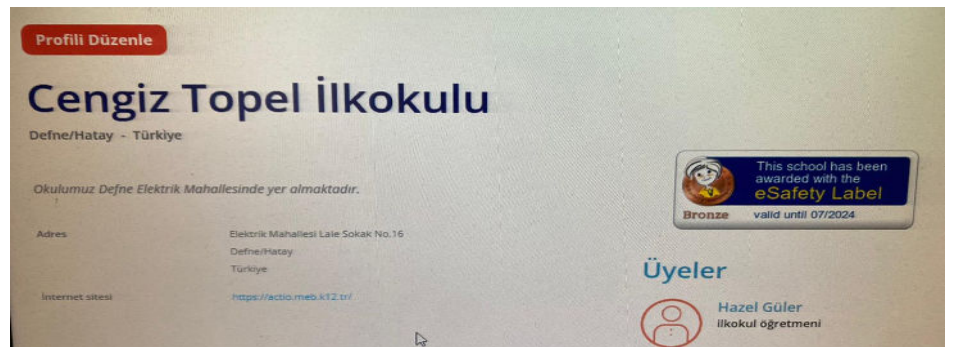 Profili Düzenle
Cengiz Topel İlkokulu
Defne/Hatay - Türkiye
Okulumuz Defne Elektrik Mahallesinde yer almaktadır.
Adres
Elektrik Mahallesi Lale Sokak No.16
Defne/Hatay
Türkiye
İnternet sitesi
https://actio.meb.k12.tr/
This school has been
awarded with the
eSafety Label
Bronze
valid until 07/2024
Üyeler
Hazel Güler
ilkokul öğretmeni